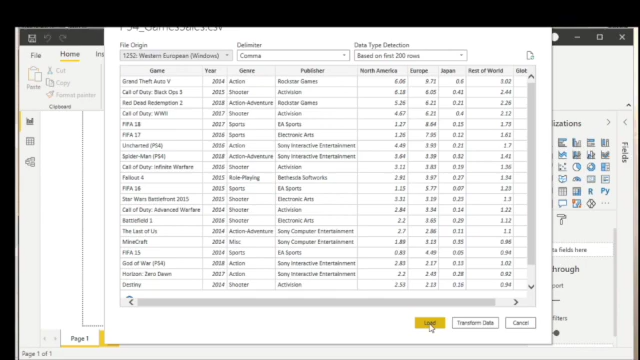 PS4_GamesSales.csv
File Origin Delimiter Data Type Detection
1252: Western European (Windows) Comma Based on first 200 rows
File Home
Cut
Copy
Paste Format painter
Clipboard
Game Year Genre Publisher North America Europe Japan Rest of World Glo
Grand Theft Auto V 2014 Action Rockstar Games 6.06 9.71 0.6 3.02
Call of Duty: Black Ops 3 2015 Shooter Activision 6.18 6.05 0.41 2.44
Red Dead Redemption 2 2018 Action-Adventure Rockstar Games 5.26 6.21 0.21 2.26
Call of Duty: WWII 2017 Shooter Activision 4.67 6.21 0.4 2.12
FIFA 18 2017 Sports EA Sports 1.27 8.64 0.15 1.73
FIFA 17 2016 Sports Electronic Arts 1.26 7.95 0.12 1.61
Uncharted (PS4) 2016 Action Sony Interactive Entertainment 4.49 3.93 0.21 1.7
Spider-Man (PS4) 2018 Action-Adventure Sony Interactive Entertainment 3.64 3.39 0.32 1.41
Call of Duty: Infinite Warfare 2016 Shooter Activision 3.11 3.83 0.19 1.36
Fallout 4 2015 Role-Playing Bethesda Softworks 2.91 3.97 0.27 1.34
FIFA 16 2015 Sports EA Sports 1.15 5.77 0.07 1.23
Star Wars Battlefront 2015 2015 Shooter Electronic Arts 3.31 3.19 0.23 1.3
Call of Duty: Advanced Warfare 2014 Shooter Activision 2.84 3.34 0.14 1.22
Battlefield 1 2016 Shooter Electronic Arts 2.2 3.65 0.29 1.12
The Last of Us 2014 Action-Adventure Sony Computer Entertainment 2.7 2.86 0.11 1.1
MineCraft 2014 Misc Sony Computer Entertainment 1.89 3.13 0.35 0.96
FIFA 15 2014 Sports EA Sports 0.83 4.49 0.05 0.94
God of War (PS4) 2018 Action Sony Interactive Entertainment 2.83 2.17 0.13 1.02
Horizon: Zero Dawn 2017 Action Sony Interactive Entertainment 2.2 2.43 0.28 0.92
Destiny 2014 Shooter Activision 2.53 2.13 0.16 0.94
Load Transform Data Cancel
alizations
Fields
R Py
data fields here
through
eport
filters
Page 1
Page 1 of 1